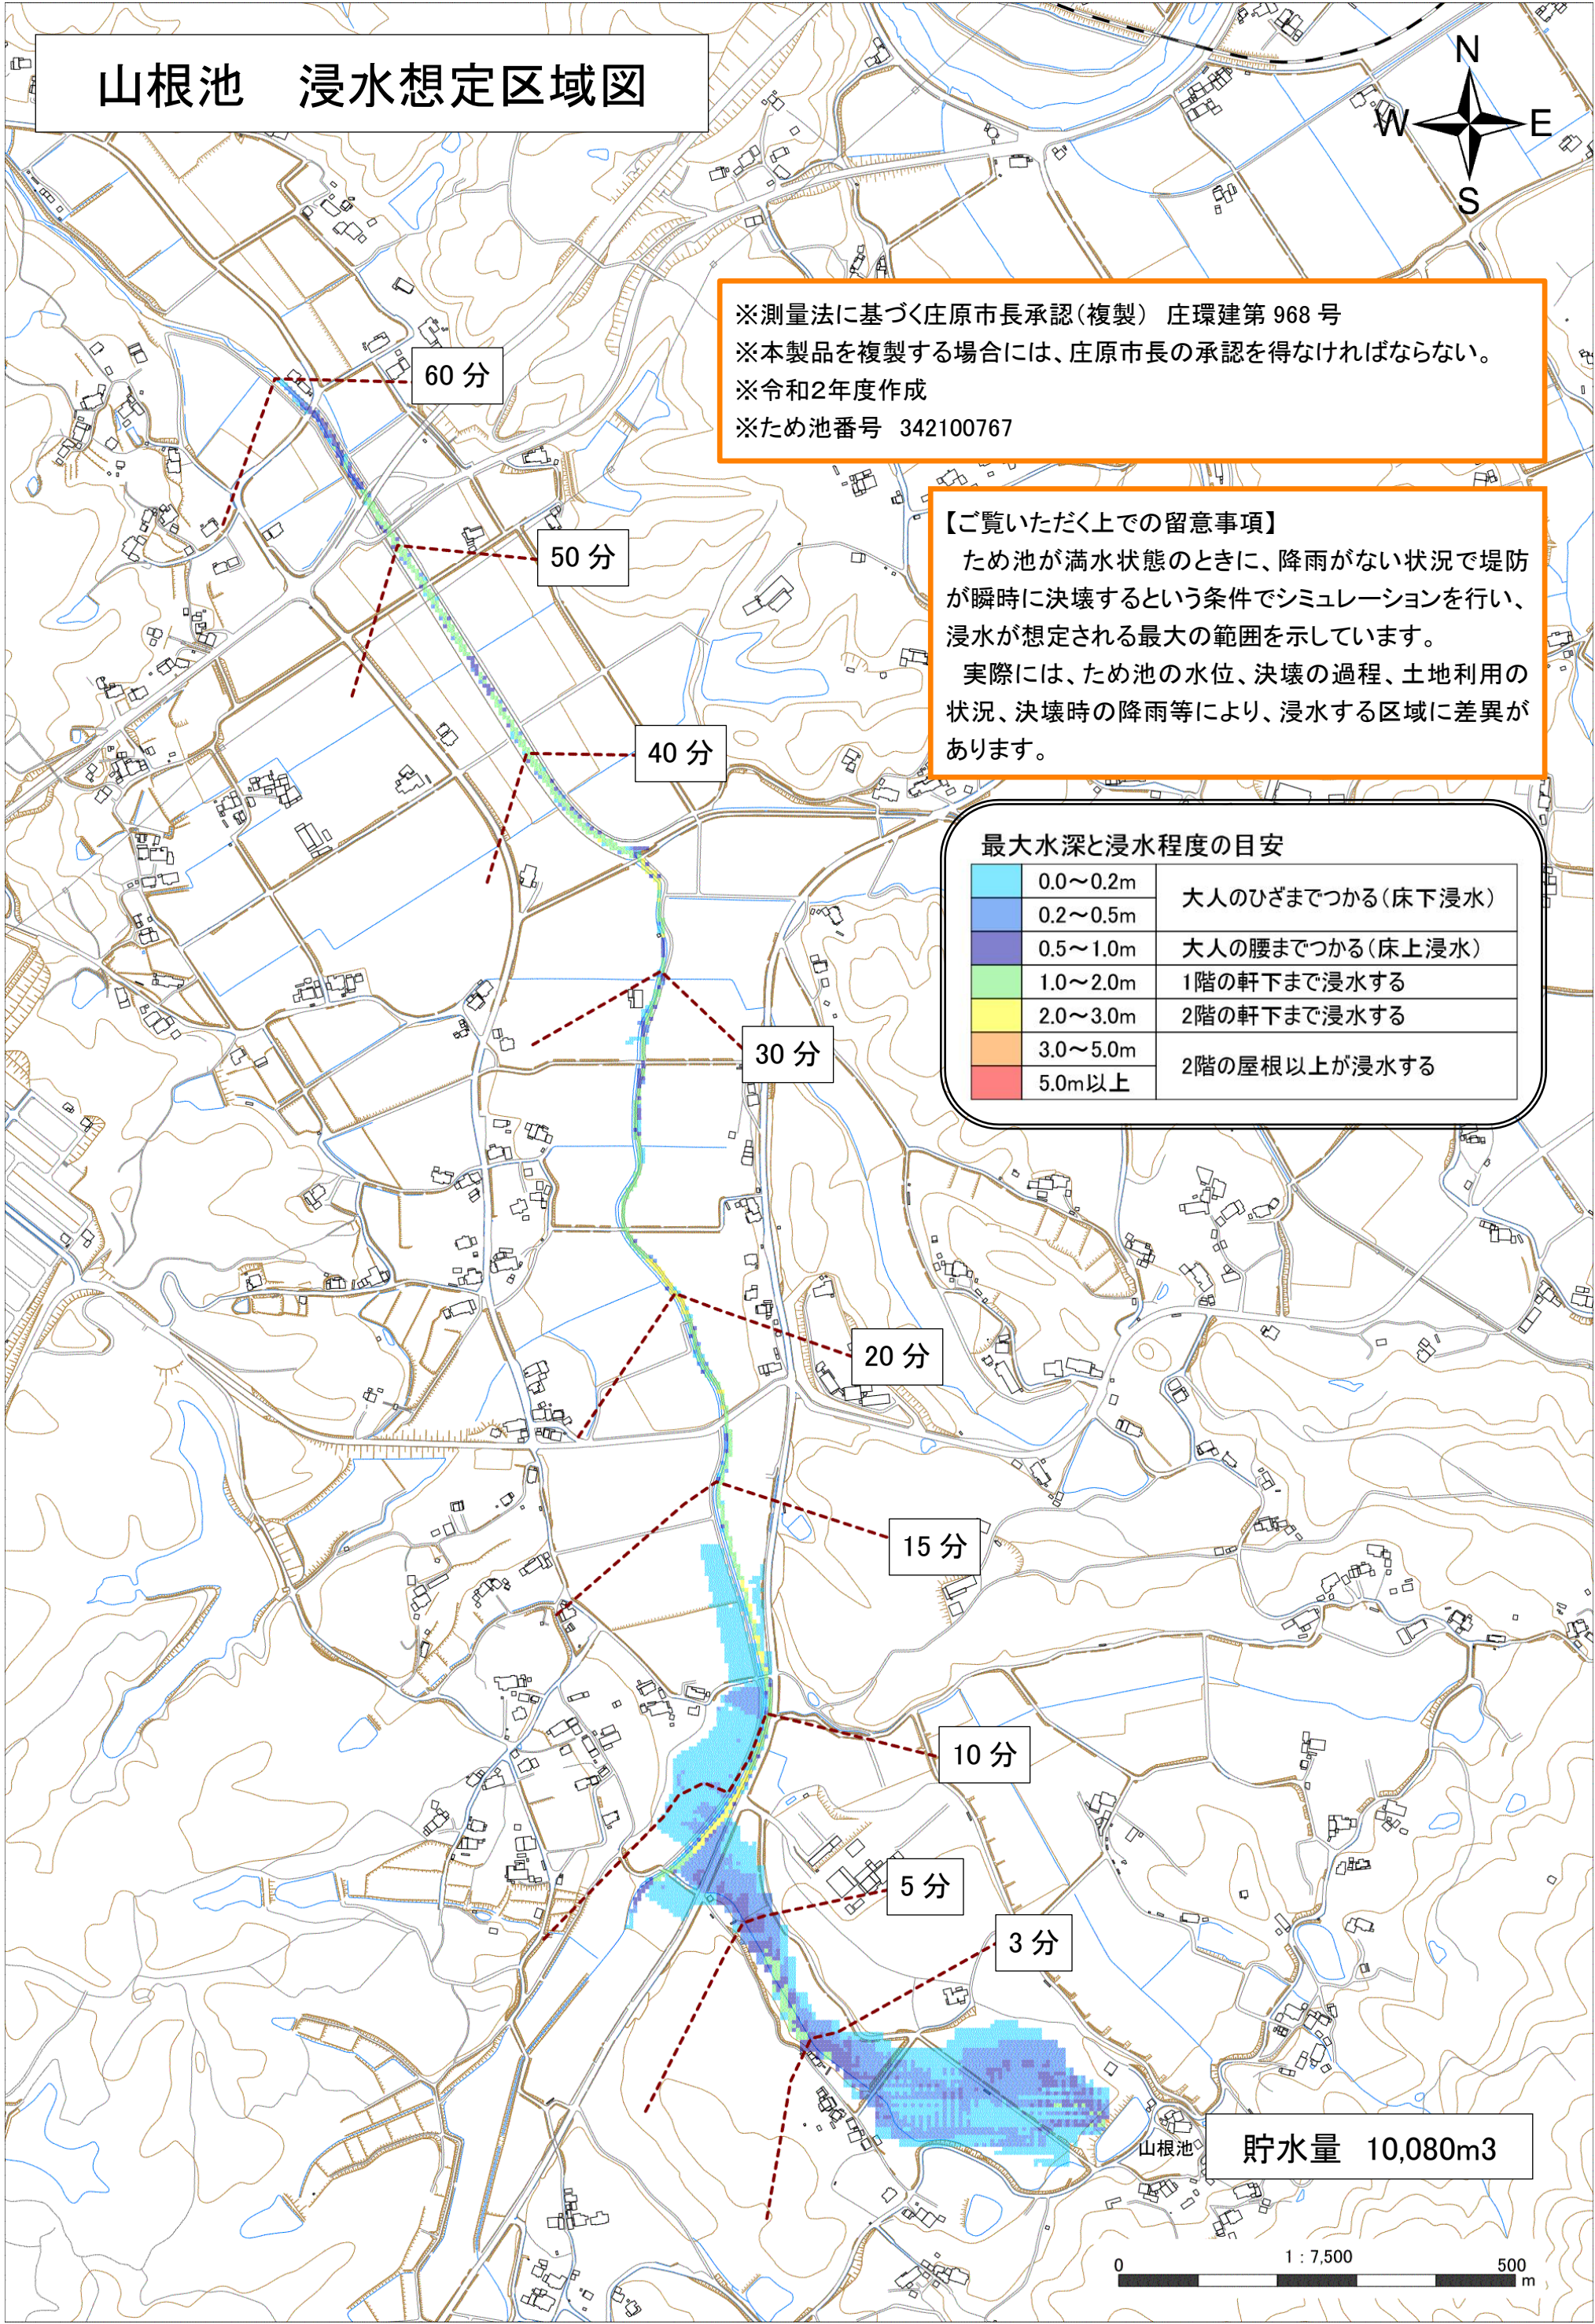 山根池　浸水想定区域図
N
W
E
S
※測量法に基づく庄原市長承認（複製）　庄環建第 968 号
※本製品を複製する場合には、庄原市長の承認を得なければならない。
※令和２年度作成
※ため池番号　342100767
60 分
50 分
【ご覧いただく上での留意事項】
　ため池が満水状態のときに、降雨がない状況で堤防
が瞬時に決壊するという条件でシミュレーションを行い、
浸水が想定される最大の範囲を示しています。
　実際には、ため池の水位、決壊の過程、土地利用の
状況、決壊時の降雨等により、浸水する区域に差異が
あります。
40 分
最大水深と浸水程度の目安
0.0～0.2m
大人のひざまでつかる（床下浸水）
0.2～0.5m
0.5～1.0m
大人の腰までつかる（床上浸水）
1.0～2.0m
1階の軒下まで浸水する
2.0～3.0m
2階の軒下まで浸水する
3.0～5.0m
2階の屋根以上が浸水する
5.0m以上
30 分
20 分
15 分
10 分
5 分
3 分
山根池
貯水量　10,080m3
0
1 : 7,500
500
m